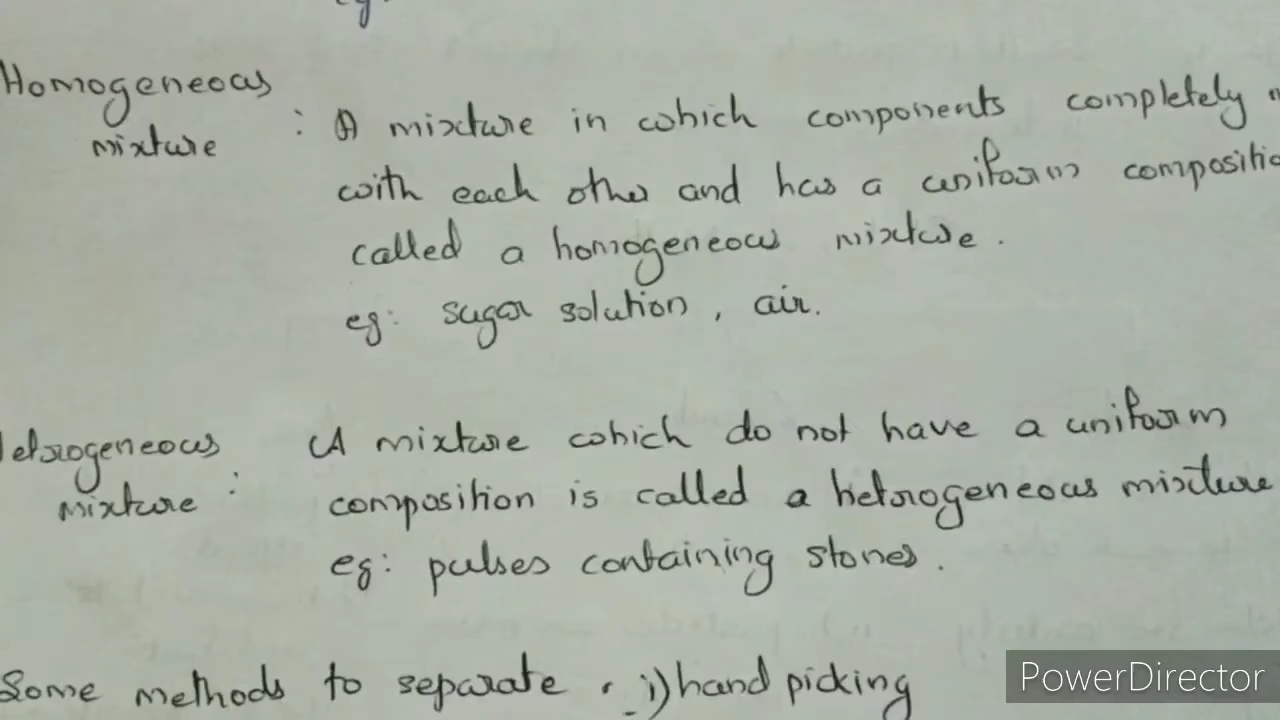 Homogeneous
mixture : A mixture in which components completely
with each other and has a uniform compositio
called a homogeneous mixture.
eg: sugar solution, air.
Hetrogeneous A mixture which do not have a uniform
mixture : composition is called a hetrogeneous mixture
eg: pulses containing stones.
Some methods to separate : i) hand picking
PowerDirector